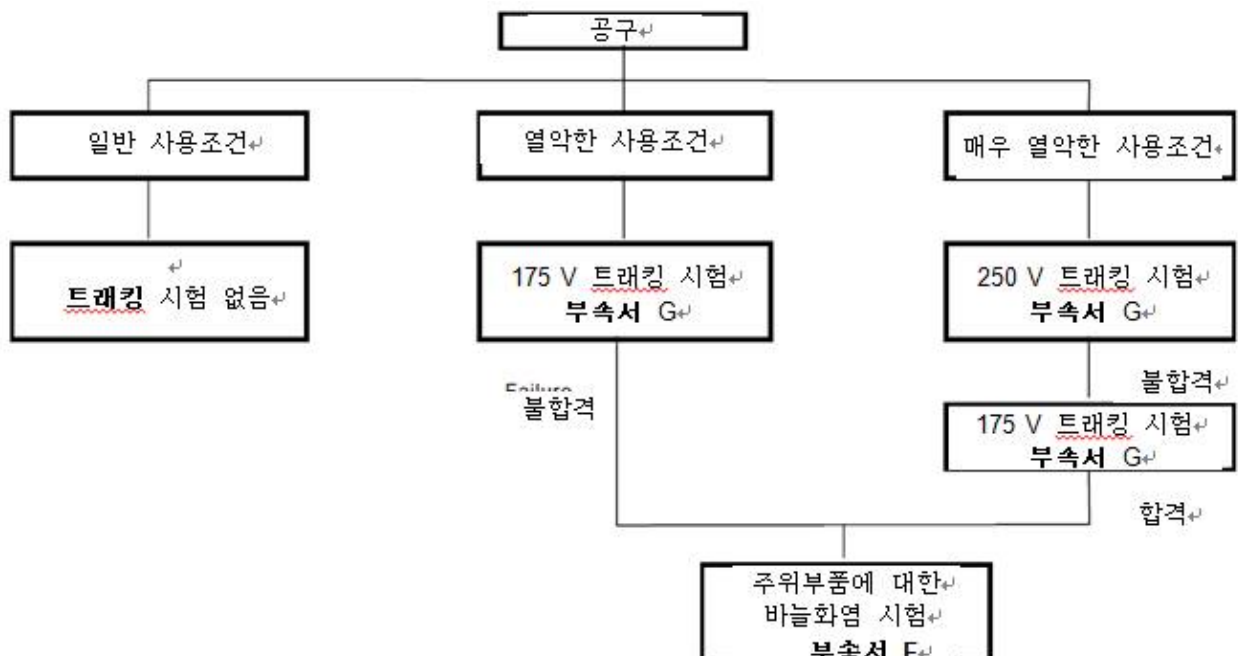 공구
일반 사용조건
열악한 사용조건
매우 열악한 사용조건
트래킹 시험 없음
175 V 트래킹 시험
부속서 G
250 V 트래킹 시험
부속서 G
Failure
불합격
불합격
175 V 트래킹 시험
부속서 G
합격
주위부품에 대한
바늘화염 시험
부속서